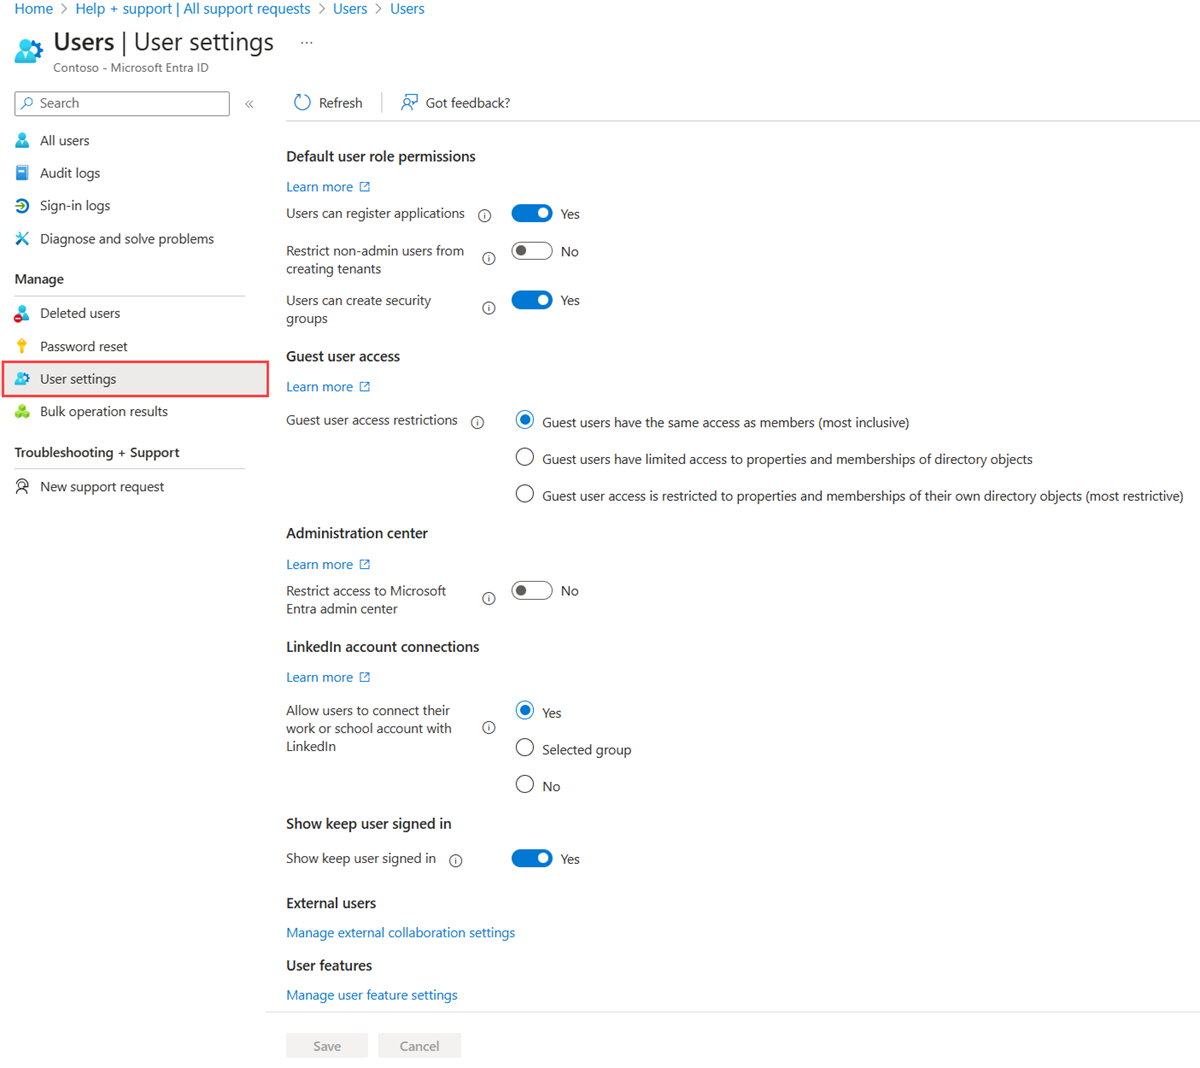 Home > Help + support | All support requests > Users > Users
Users | User settings ...
Contoso - Microsoft Entra ID
Search «
All users
Audit logs
Sign-in logs
Diagnose and solve problems
Manage
Deleted users
Password reset
User settings
Bulk operation results
Troubleshooting + Support
New support request
Refresh | Got feedback?
Default user role permissions
Learn more
Users can register applications Yes
Restrict non-admin users from
creating tenants No
Users can create security
groups Yes
Guest user access
Learn more
Guest user access restrictions
Guest users have the same access as members (most inclusive)
Guest users have limited access to properties and memberships of directory objects
Guest user access is restricted to properties and memberships of their own directory objects (most restrictive)
Administration center
Learn more
Restrict access to Microsoft
Entra admin center No
LinkedIn account connections
Learn more
Allow users to connect their
work or school account with
LinkedIn
Yes
Selected group
No
Show keep user signed in
Show keep user signed in Yes
External users
Manage external collaboration settings
User features
Manage user feature settings
Save Cancel